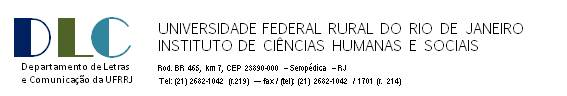 DLC
Departamento de Letras
e Comunicação da UFRRJ
UNIVERSIDADE FEDERAL RURAL DO RIO DE JANEIRO
INSTITUTO DE CIÊNCIAS HUMANAS E SOCIAIS
Rod. BR 465, km 7, CEP 23890-000 – Seropédica – RJ
Tel: (21) 2682-1042 (r.219) — fax / (tel): (21) 2682-1042 / 1701 (r. 214)